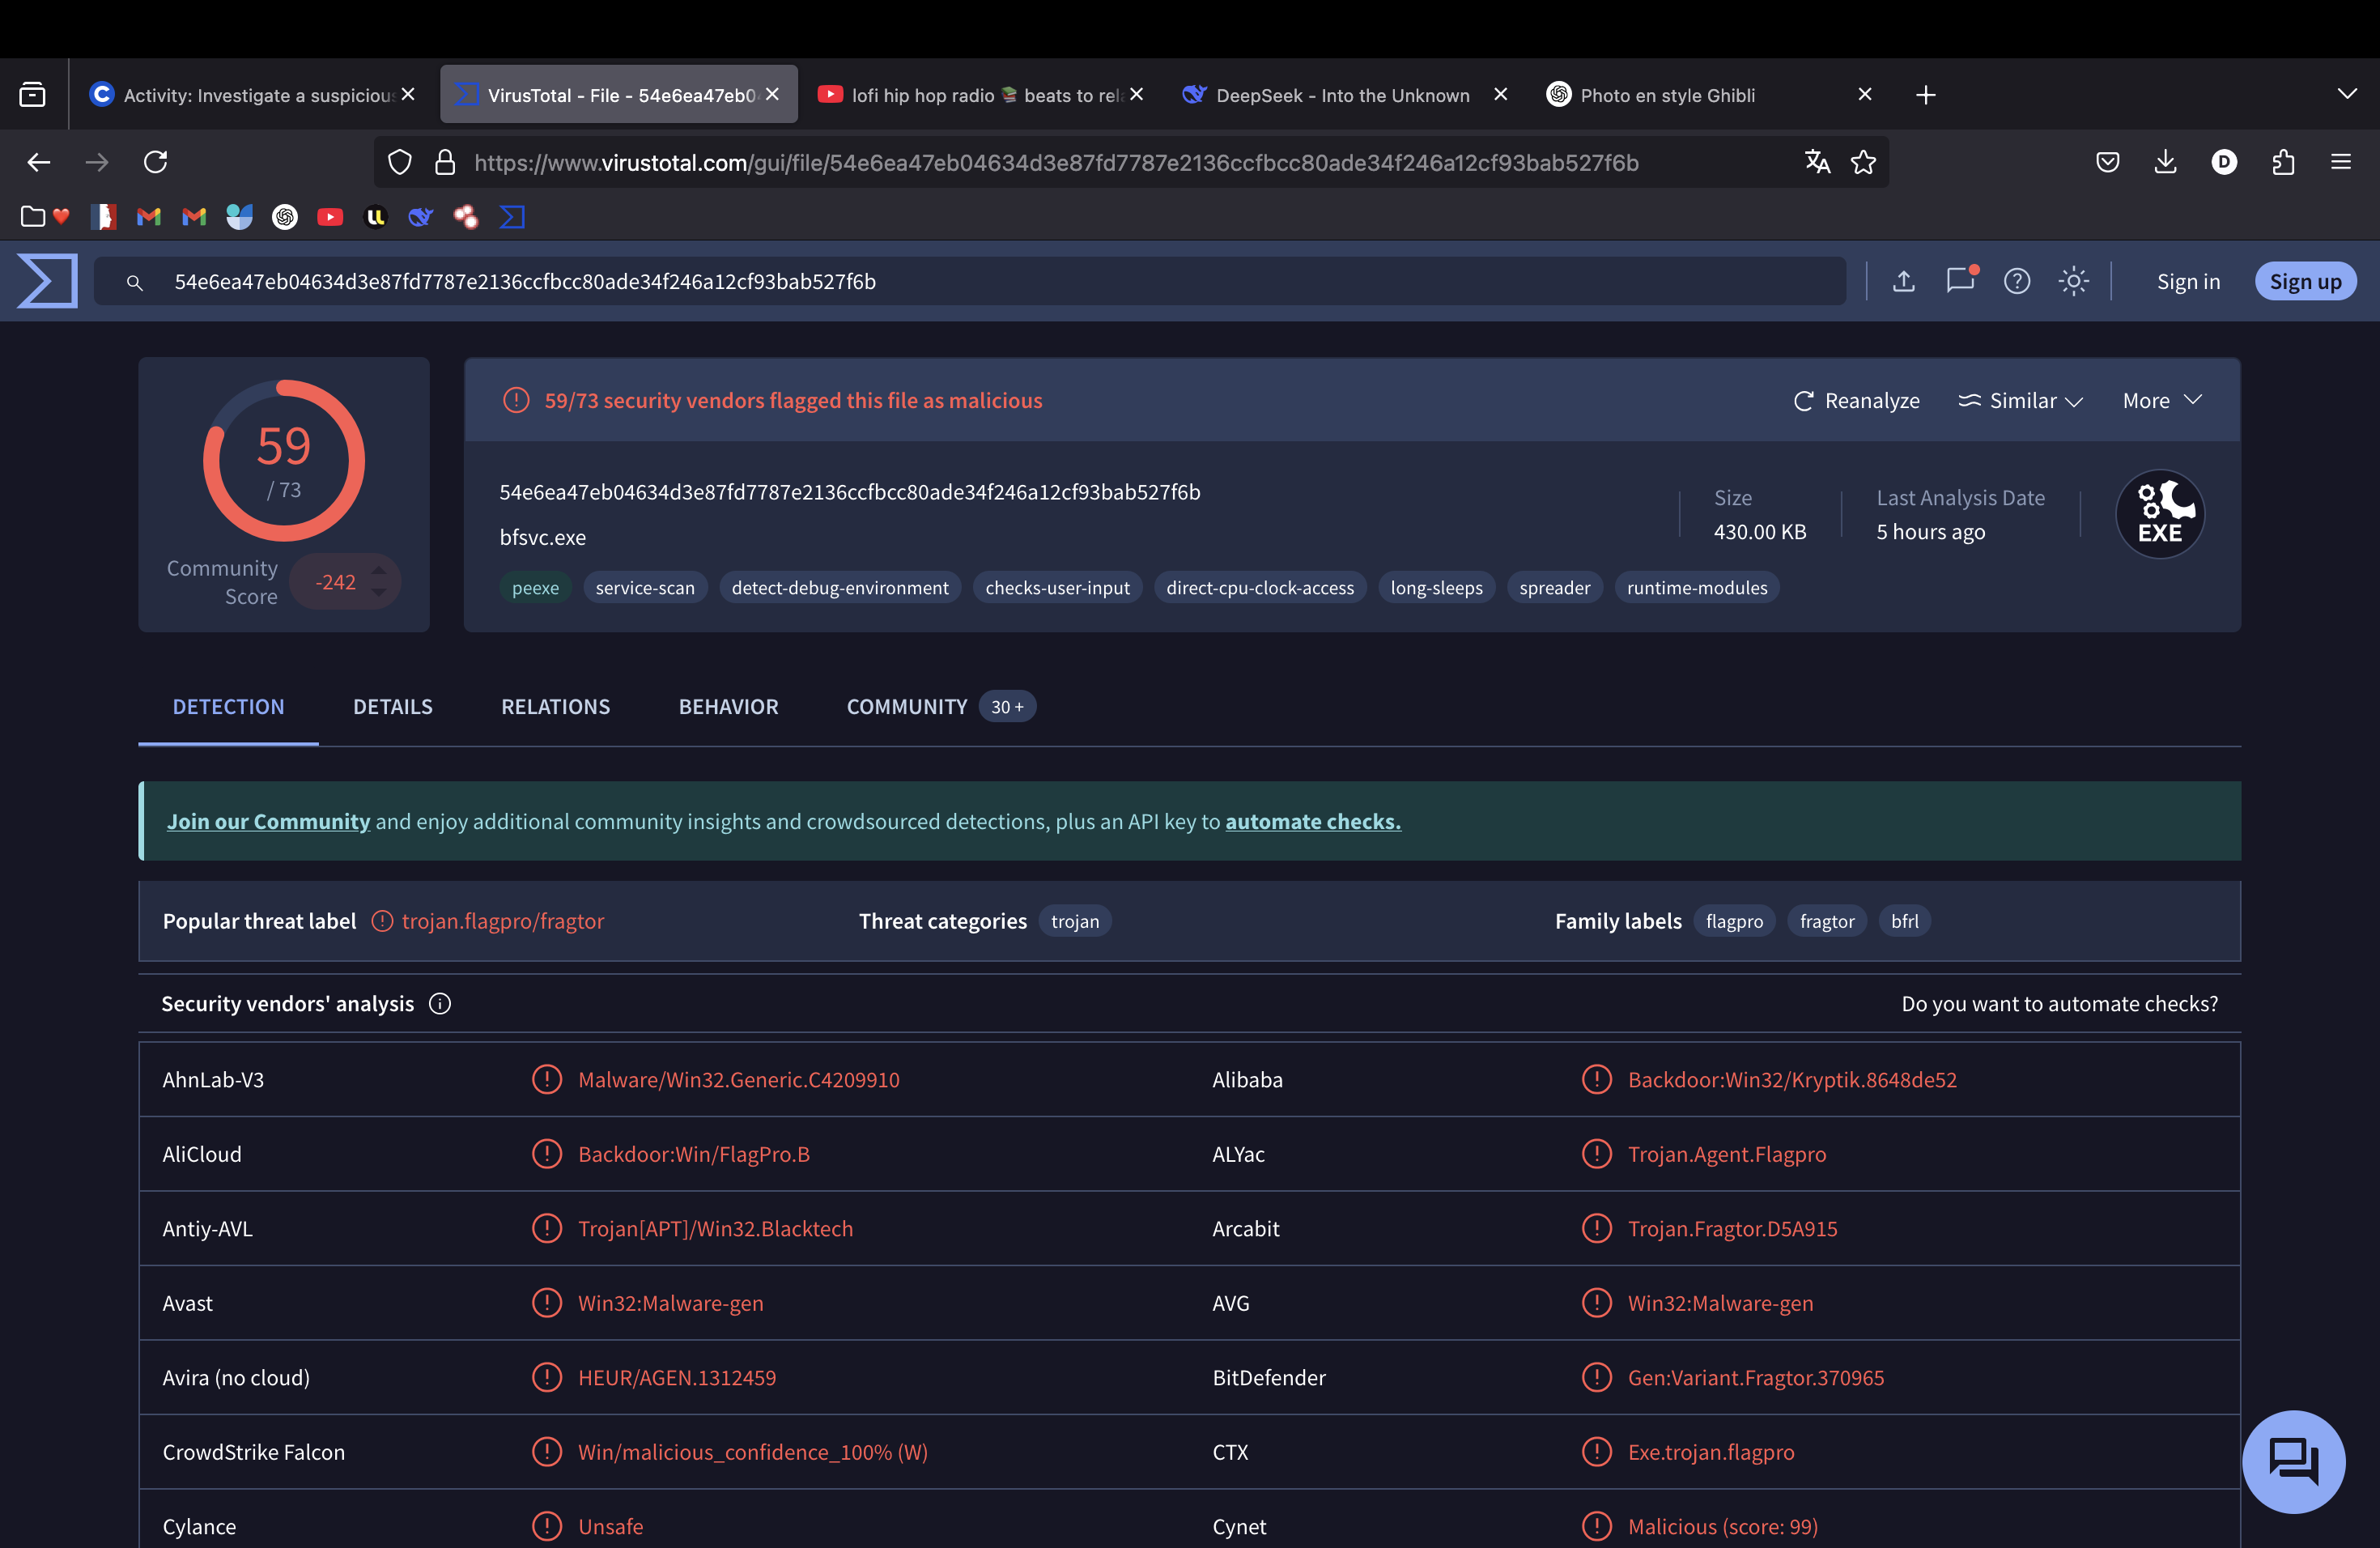 Activity: Investigate a suspicious
VirusTotal - File - 54e6ea47eb04
lofi hip hop radio 📚 beats to rela
DeepSeek - Into the Unknown
Photo en style Ghibli
https://www.virustotal.com/gui/file/54e6ea47eb04634d3e87fd7787e2136ccfbcc80ade34f246a12cf93bab527f6b
D
54e6ea47eb04634d3e87fd7787e2136ccfbcc80ade34f246a12cf93bab527f6b
Sign in
Sign up
59
/ 73
Community Score
-242
59/73 security vendors flagged this file as malicious
Reanalyze
Similar
More
54e6ea47eb04634d3e87fd7787e2136ccfbcc80ade34f246a12cf93bab527f6b
bfsvc.exe
Size
430.00 KB
Last Analysis Date
5 hours ago
EXE
peexe
service-scan
detect-debug-environment
checks-user-input
direct-cpu-clock-access
long-sleeps
spreader
runtime-modules
DETECTION
DETAILS
RELATIONS
BEHAVIOR
COMMUNITY
30 +
Join our Community and enjoy additional community insights and crowdsourced detections, plus an API key to automate checks.
Popular threat label
trojan.flagpro/fragtor
Threat categories
trojan
Family labels
flagpro
fragtor
bfrl
Security vendors' analysis
Do you want to automate checks?
AhnLab-V3
Malware/Win32.Generic.C4209910
Alibaba
Backdoor:Win32/Kryptik.8648de52
AliCloud
Backdoor:Win/FlagPro.B
ALYac
Trojan.Agent.Flagpro
Antiy-AVL
Trojan[APT]/Win32.Blacktech
Arcabit
Trojan.Fragtor.D5A915
Avast
Win32:Malware-gen
AVG
Win32:Malware-gen
Avira (no cloud)
HEUR/AGEN.1312459
BitDefender
Gen:Variant.Fragtor.370965
CrowdStrike Falcon
Win/malicious_confidence_100% (W)
CTX
Exe.trojan.flagpro
Cylance
Unsafe
Cynet
Malicious (score: 99)